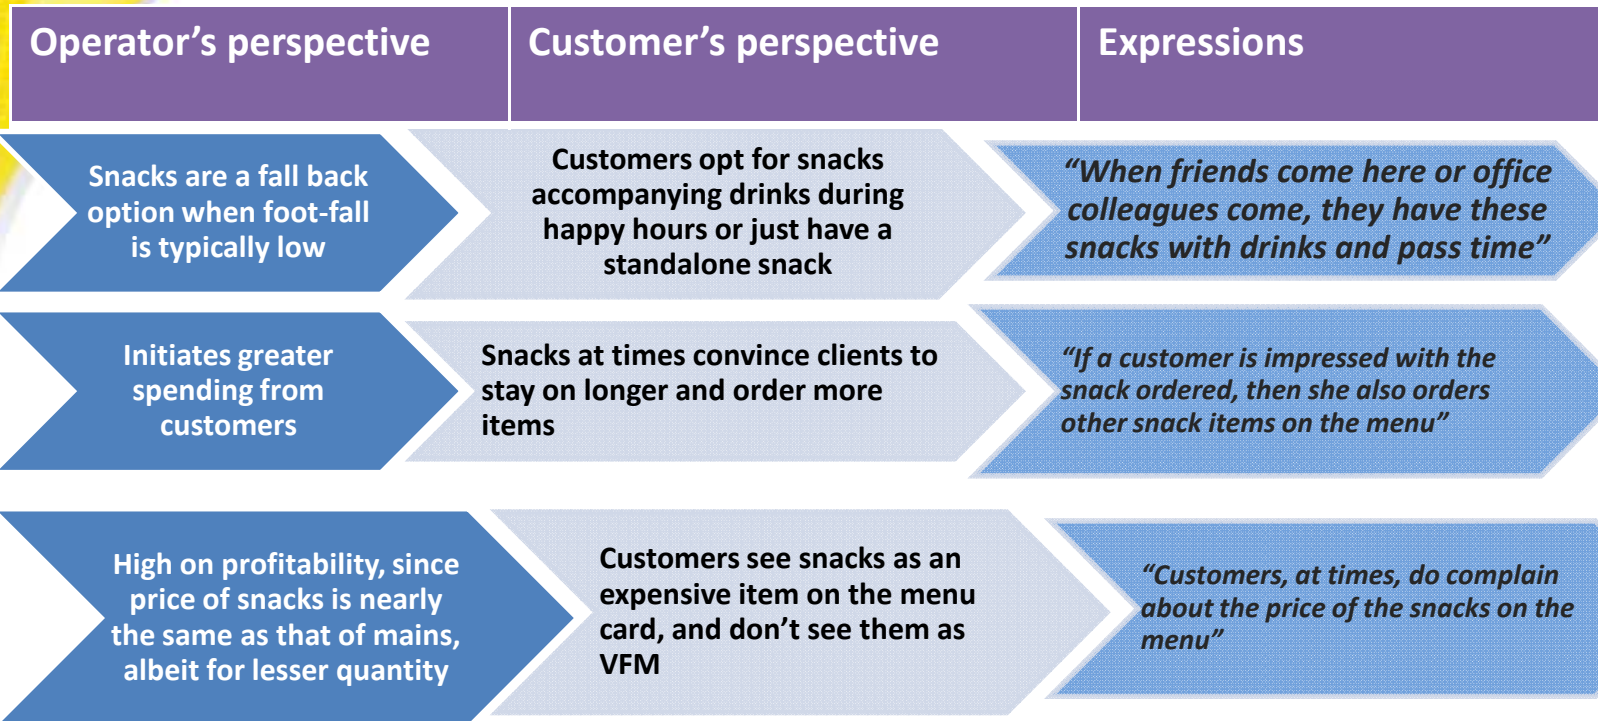 Operator’s perspective
Customer’s perspective
Expressions
Snacks are a fall back
option when foot-fall
is typically low
Customers opt for snacks
accompanying drinks during
happy hours or just have a
standalone snack
“When friends come here or office
colleagues come, they have these
snacks with drinks and pass time”
Initiates greater
spending from
customers
Snacks at times convince clients to
stay on longer and order more
items
“If a customer is impressed with the
snack ordered, then she also orders
other snack items on the menu”
High on profitability, since
price of snacks is nearly
the same as that of mains,
albeit for lesser quantity
Customers see snacks as an
expensive item on the menu
card, and don’t see them as
VFM
“Customers, at times, do complain
about the price of the snacks on the
menu”